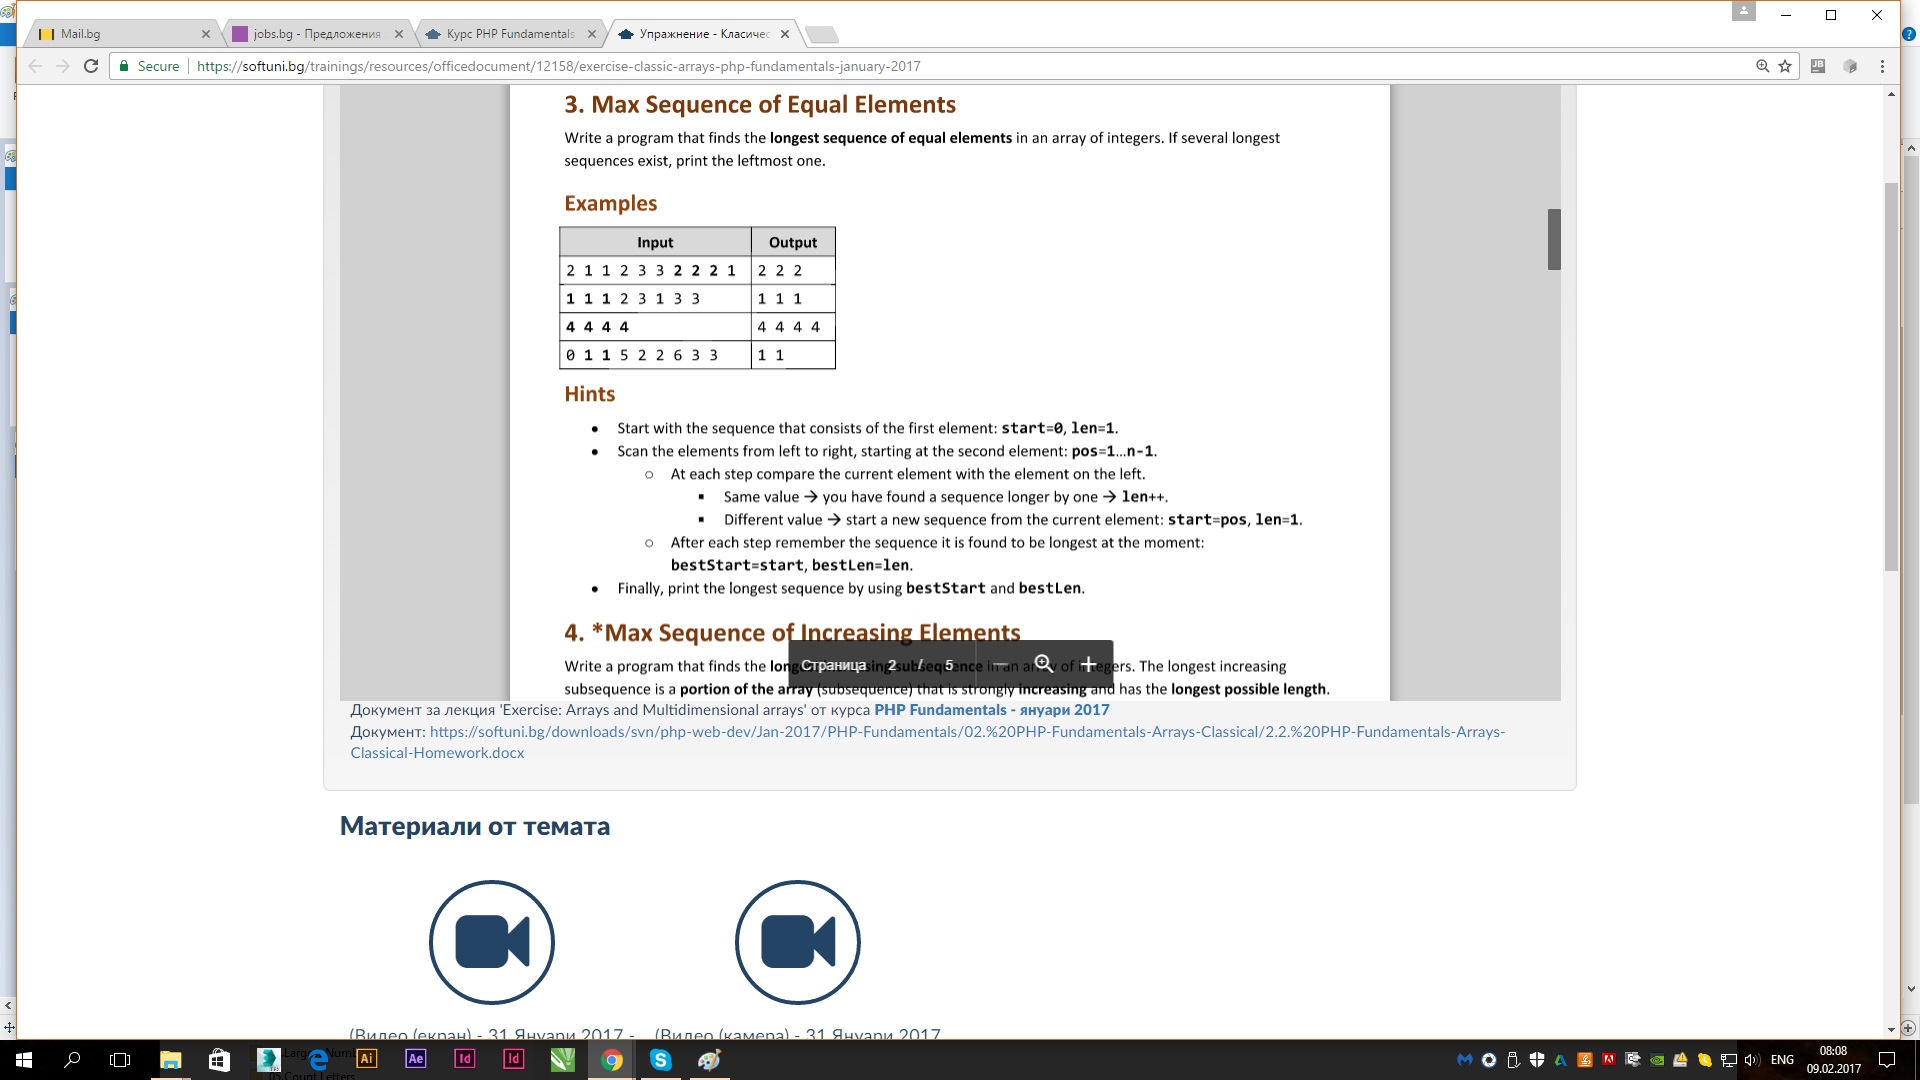 Mail.bg
jobs.bg - Предложения
Курс PHP Fundamentals
Упражнение - Класичес
Secure
https://softuni.bg/trainings/resources/officedocument/12158/exercise-classic-arrays-php-fundamentals-january-2017
3. Max Sequence of Equal Elements
Write a program that finds the longest sequence of equal elements in an array of integers. If several longest
sequences exist, print the leftmost one.
Examples
Input Output
2 1 1 2 3 3 2 2 2 1 2 2 2
1 1 1 2 3 1 3 3 1 1 1
4 4 4 4 4 4 4 4
0 1 1 5 2 2 6 3 3 1 1
Hints
• Start with the sequence that consists of the first element: start=0, len=1.
• Scan the elements from left to right, starting at the second element: pos=1…n-1.
○ At each step compare the current element with the element on the left.
▪ Same value → you have found a sequence longer by one → len++.
▪ Different value → start a new sequence from the current element: start=pos, len=1.
○ After each step remember the sequence it is found to be longest at the moment:
bestStart=start, bestLen=len.
• Finally, print the longest sequence by using bestStart and bestLen.
4. *Max Sequence of Increasing Elements
Write a program that finds the longest increasing subsequence in an array of integers. The longest increasing
subsequence is a portion of the array (subsequence) that is strongly increasing and has the longest possible length.
Страница 2 / 5
Документ за лекция 'Exercise: Arrays and Multidimensional arrays' от курса PHP Fundamentals - януари 2017
Документ: https://softuni.bg/downloads/svn/php-web-dev/Jan-2017/PHP-Fundamentals/02.%20PHP-Fundamentals-Arrays-Classical/2.2.%20PHP-Fundamentals-Arrays-
Classical-Homework.docx
Материали от темата
(Видео (екран) - 31 Януари 2017 -
(Видео (камера) - 31 Януари 2017
Ai
Ae
Id
Id
ENG
08:08
09.02.2017